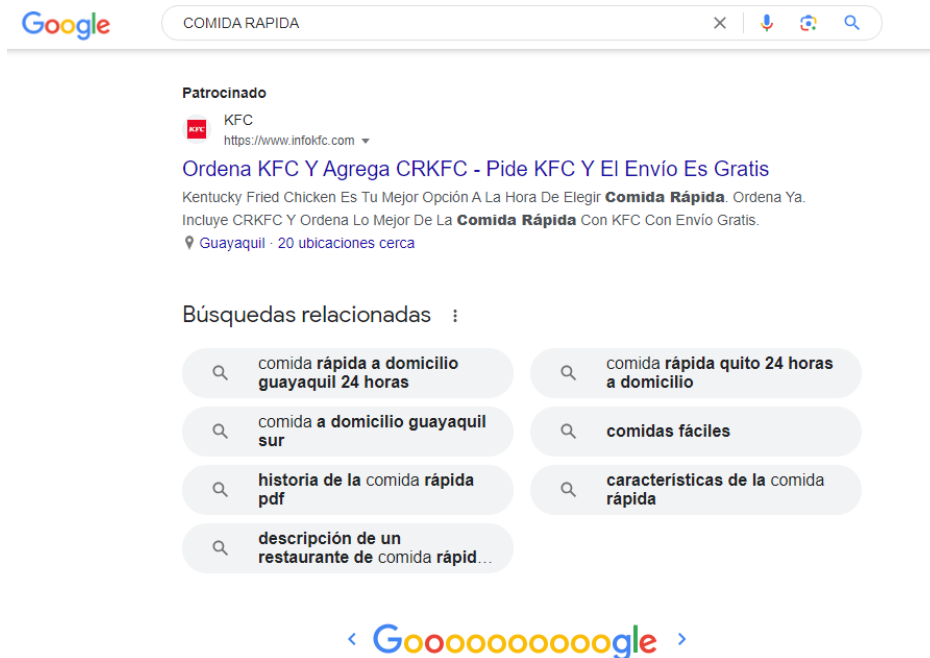 Google
COMIDA RAPIDA
Patrocinado
KFC
KFC
https://www.infokfc.com
Ordena KFC Y Agrega CRKFC - Pide KFC Y El Envío Es Gratis
Kentucky Fried Chicken Es Tu Mejor Opción A La Hora De Elegir Comida Rápida. Ordena Ya.
Incluye CRKFC Y Ordena Lo Mejor De La Comida Rápida Con KFC Con Envío Gratis.
Guayaquil · 20 ubicaciones cerca
Búsquedas relacionadas
comida rápida a domicilio
guayaquil 24 horas
comida rápida quito 24 horas
a domicilio
comida a domicilio guayaquil
sur
comidas fáciles
historia de la comida rápida
pdf
características de la comida
rápida
descripción de un
restaurante de comida rápid...
< Goooooooooogle >